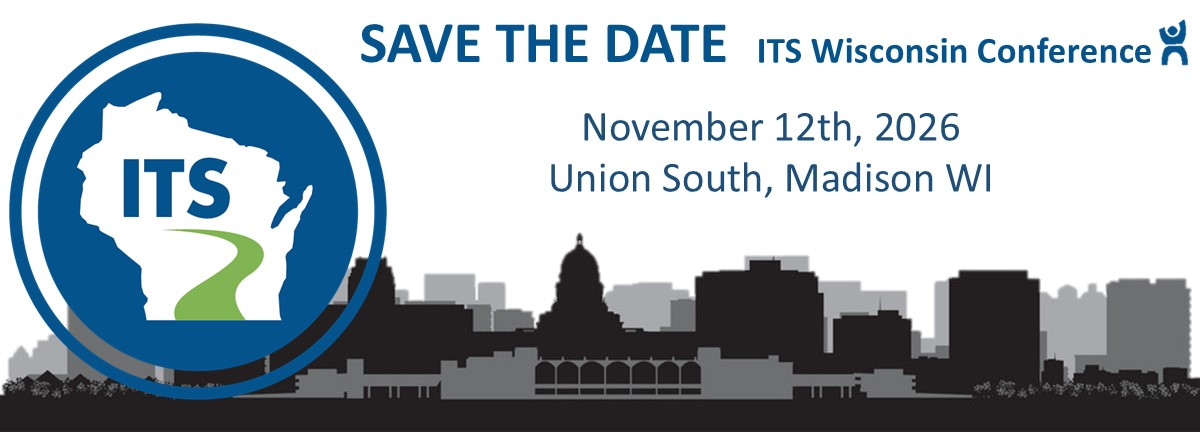 SAVE THE DATE ITS Wisconsin Conference
November 12th, 2026
Union South, Madison WI
ITS